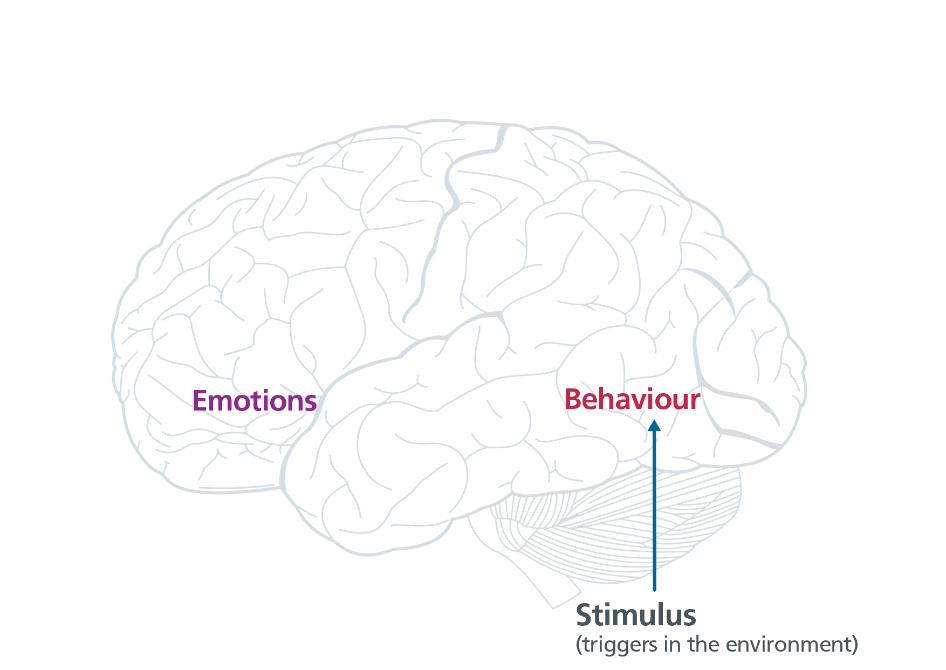 Emotions
Behaviour
Stimulus
(triggers in the environment)